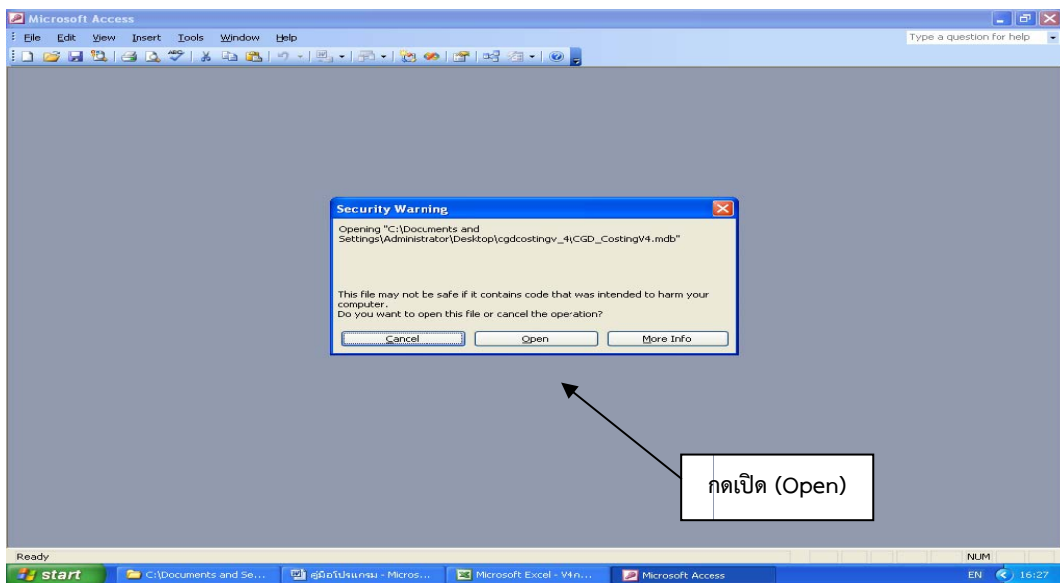 Microsoft Access
File Edit View Insert Tools Window Help
Type a question for help
Security Warning
Opening "C:\Documents and
Settings\Administrator\Desktop\cgdcostingv_4\CGD_CostingV4.mdb"
This file may not be safe if it contains code that was intended to harm your
computer.
Do you want to open this file or cancel the operation?
Cancel Open More Info
กดเปิด (Open)
Ready
NUM
start C:\Documents and Se... คู่มือโปรแกรม - Micros... Microsoft Excel - V4ก... Microsoft Access EN 16:27